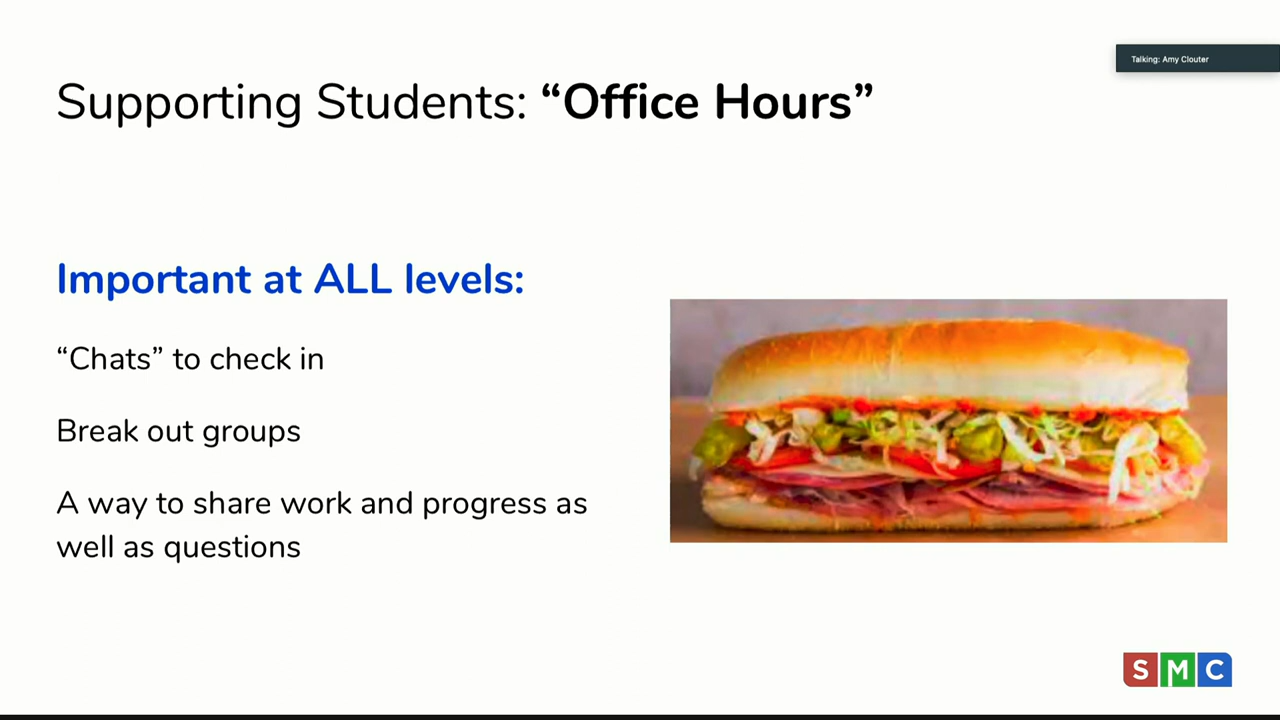 Talking: Amy Clouter
Supporting Students: “Office Hours”
Important at ALL levels:
“Chats” to check in
Break out groups
A way to share work and progress as
well as questions
SMC